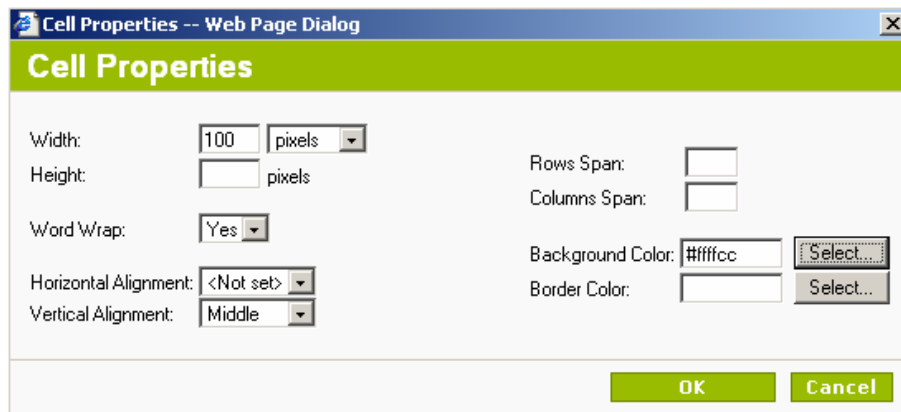 Cell Properties -- Web Page Dialog
Cell Properties
Width: 100 pixels
Height: pixels
Word Wrap: Yes
Horizontal Alignment: <Not set>
Vertical Alignment: Middle
Rows Span:
Columns Span:
Background Color: #ffffcc Select...
Border Color: Select...
OK Cancel